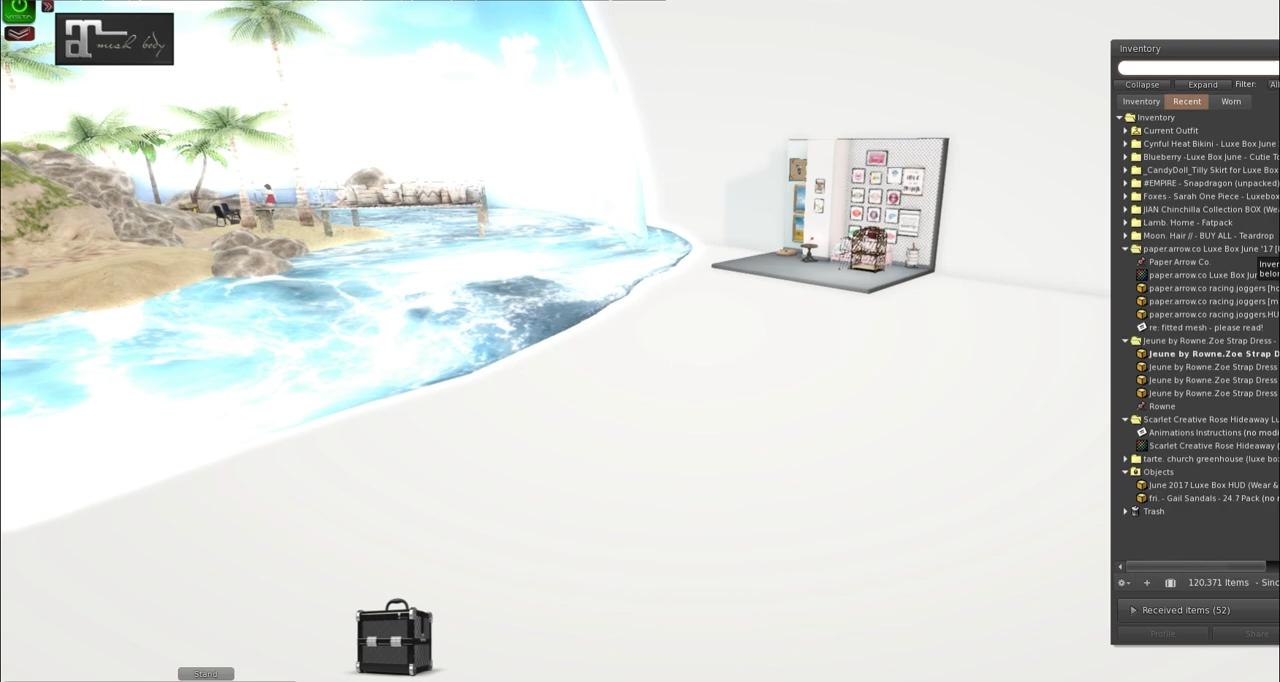 VISTA
mesh body
Inventory
Collapse Expand Filter: All
Inventory Recent Worn
Inventory
Current Outfit
Cynful Heat Bikini - Luxe Box June
Blueberry -Luxe Box June - Cutie
_CandyDoll_Tilly Skirt for Luxe Box
#EMPIRE - Snapdragon (unpacked)
Foxes - Sarah One Piece - Luxebox
JIAN Chinchilla Collection BOX
Lamb. Home - Fatpack
Moon. Hair // - BUY ALL - Teardrop
paper.arrow.co Luxe Box June '17
Paper Arrow Co.
paper.arrow.co Luxe Box
paper.arrow.co racing.joggers
paper.arrow.co racing.joggers
paper.arrow.co racing.joggers.HU
re: fitted mesh - please read!
Jeune by Rowne.Zoe Strap Dress -
Jeune by Rowne.Zoe Strap D
Jeune by Rowne.Zoe Strap Dress
Jeune by Rowne.Zoe Strap Dress
Jeune by Rowne.Zoe Strap Dress
Rowne
Scarlet Creative Rose Hideaway Lu
Animations Instructions (no modi
Scarlet Creative Rose Hideaway (
tarte. church greenhouse (luxe bo
Objects
June 2017 Luxe Box HUD (Wear &
fri. - Gail Sandals - 24.7 Pack (no
Trash
Inver
belor
120,371 Items - Sinc
Received items (52)
Profile Share
Stand